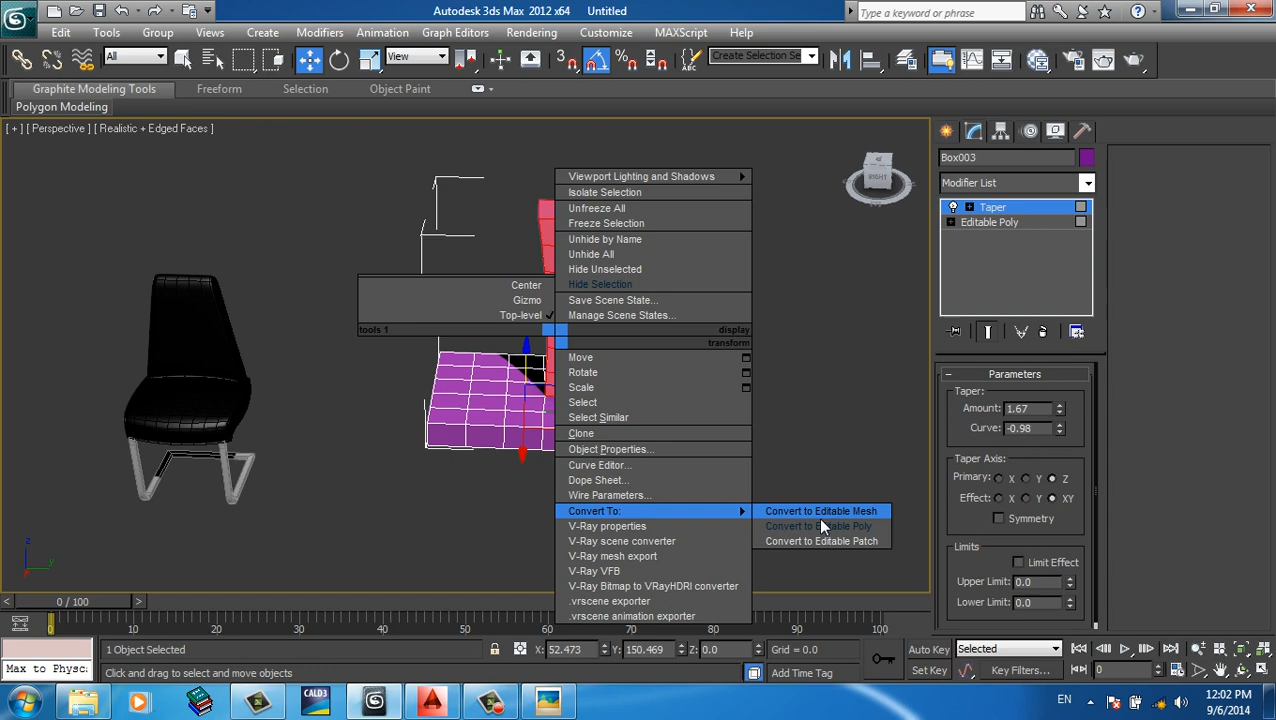 Autodesk 3ds Max 2012 x64 Untitled
Type a keyword or phrase
Edit Tools Group Views Create Modifiers Animation Graph Editors Rendering Customize MAXScript Help
All View 3 Create Selection Se
Graphite Modeling Tools Freeform Selection Object Paint
Polygon Modeling
[ + ] [ Perspective ] [ Realistic + Edged Faces ]
RIGHT
Box003
Modifier List
Taper
Editable Poly
Viewport Lighting and Shadows
Isolate Selection
Unfreeze All
Freeze Selection
Unhide by Name
Unhide All
Hide Unselected
Hide Selection
Save Scene State...
Manage Scene States...
Center
Gizmo
Top-level
tools 1
display
transform
Move
Rotate
Scale
Select
Select Similar
Clone
Object Properties...
Curve Editor...
Dope Sheet...
Wire Parameters...
Convert To:
V-Ray properties
V-Ray scene converter
V-Ray mesh export
V-Ray VFB
V-Ray Bitmap to VRayHDRI converter
.vrscene exporter
.vrscene animation exporter
Convert to Editable Mesh
Convert to Editable Poly
Convert to Editable Patch
Parameters
Taper:
Amount: 1.67
Curve: -0.98
Taper Axis:
Primary: X Y Z
Effect: X Y XY
Symmetry
Limits
Limit Effect
Upper Limit: 0.0
Lower Limit: 0.0
z
y
0 / 100
0 10 20 30 40 50 60 70 80 90 100
1 Object Selected X: 52.473 Y: 150.469 Z: 0.0 Grid = 0.0 Auto Key Selected
Max to Physc Click and drag to select and move objects Add Time Tag Set Key Key Filters... 0
CALD3 EN 12:02 PM
9/6/2014